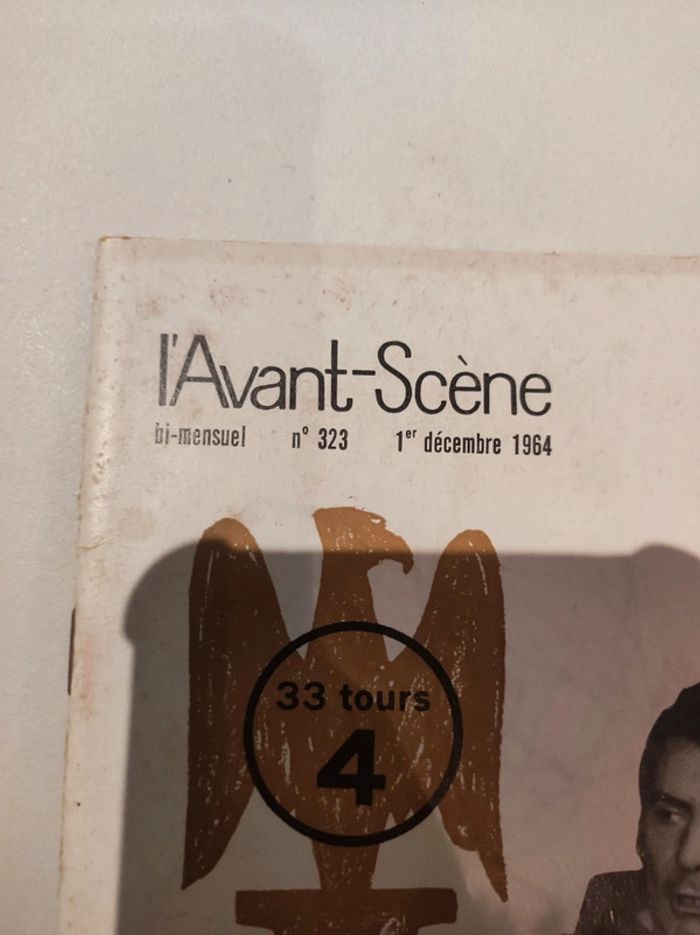 l'Avant-Scène
bi-mensuel n° 323 1er décembre 1964
33 tours
4